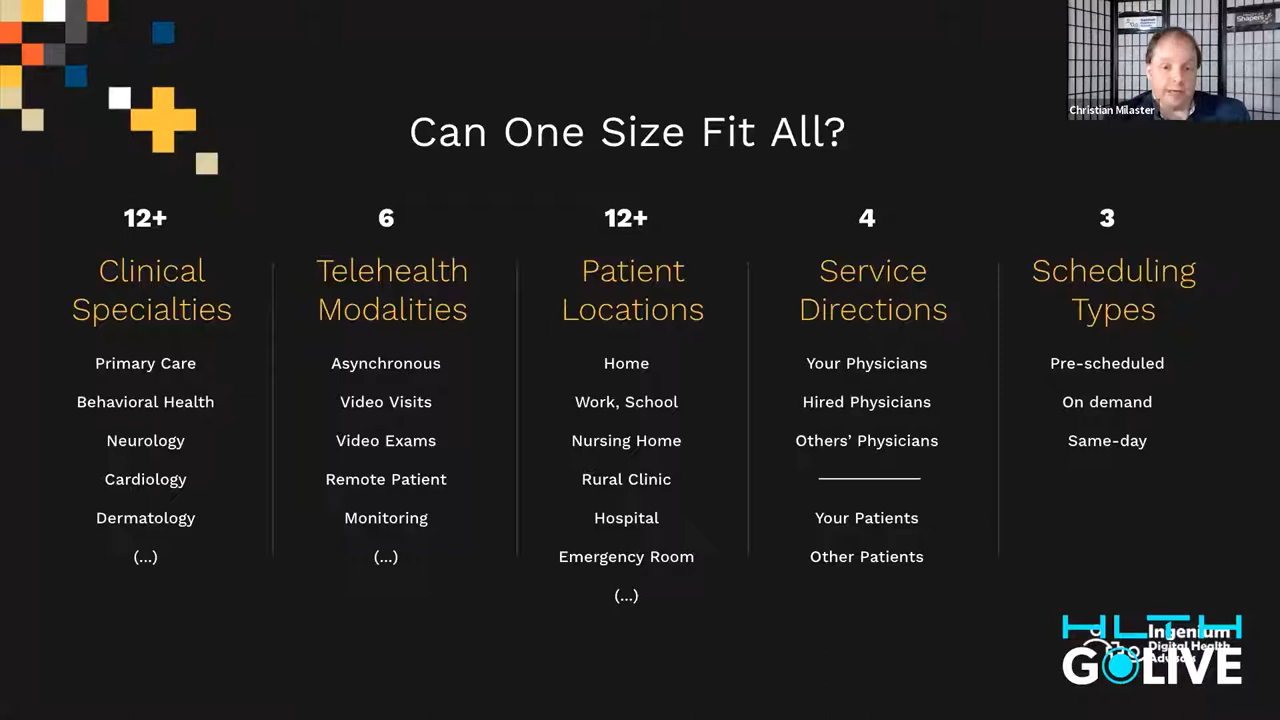 Shapers
Christian Milaster
Can One Size Fit All?
12+
Clinical
Specialties
Primary Care
Behavioral Health
Neurology
Cardiology
Dermatology
(...)
6
Telehealth
Modalities
Asynchronous
Video Visits
Video Exams
Remote Patient
Monitoring
(...)
12+
Patient
Locations
Home
Work, School
Nursing Home
Rural Clinic
Hospital
Emergency Room
(...)
4
Service
Directions
Your Physicians
Hired Physicians
Others’ Physicians
Your Patients
Other Patients
3
Scheduling
Types
Pre-scheduled
On demand
Same-day
HLTH
Ingenium
Digital Health
Advisors
GOLIVE